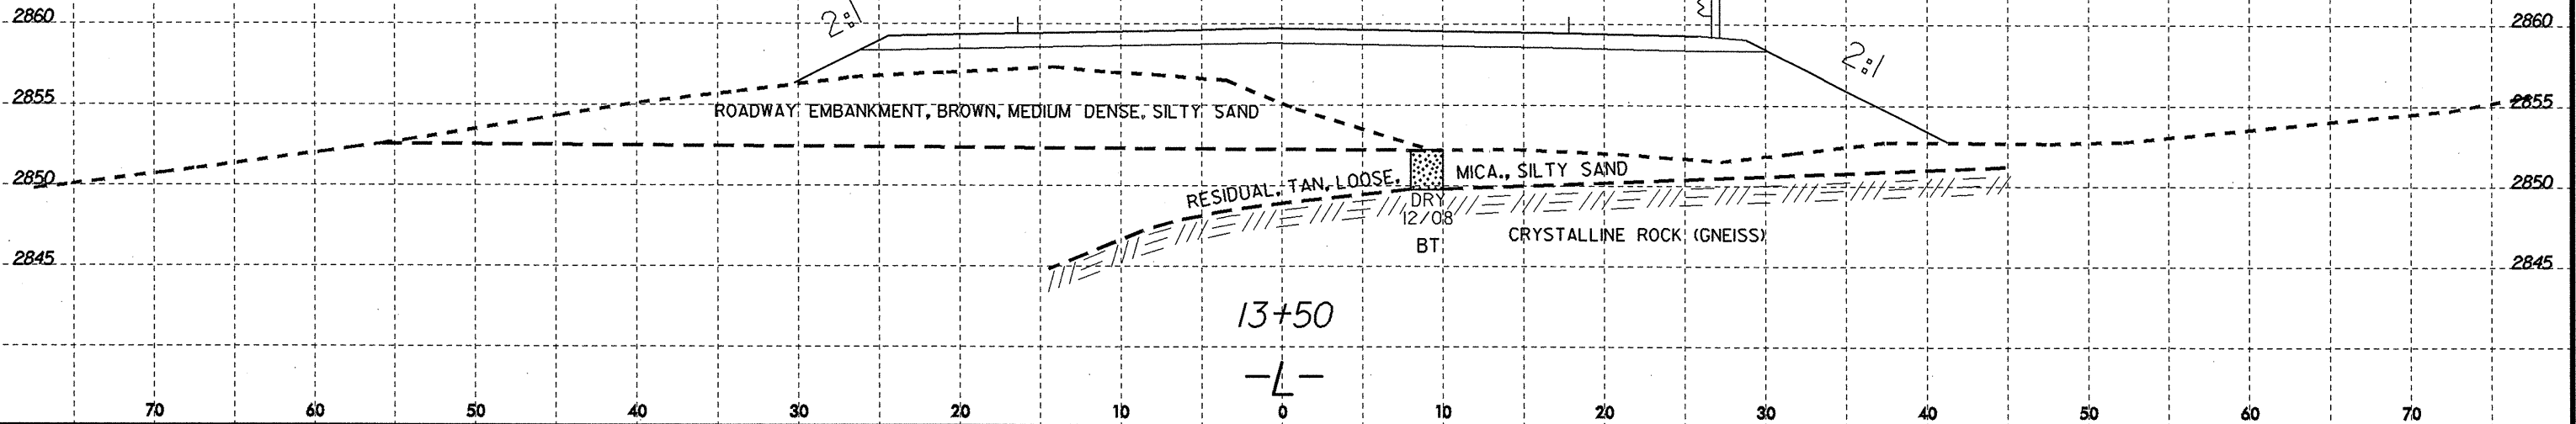 2860 2:1 2860
2:1
2855 ROADWAY EMBANKMENT, BROWN, MEDIUM DENSE, SILTY SAND 2855
2850 RESIDUAL, TAN, LOOSE, MICA., SILTY SAND 2850
DRY
12/08
BT CRYSTALLINE ROCK (GNEISS)
2845 2845
13+50
-L-
70 60 50 40 30 20 10 0 10 20 30 40 50 60 70